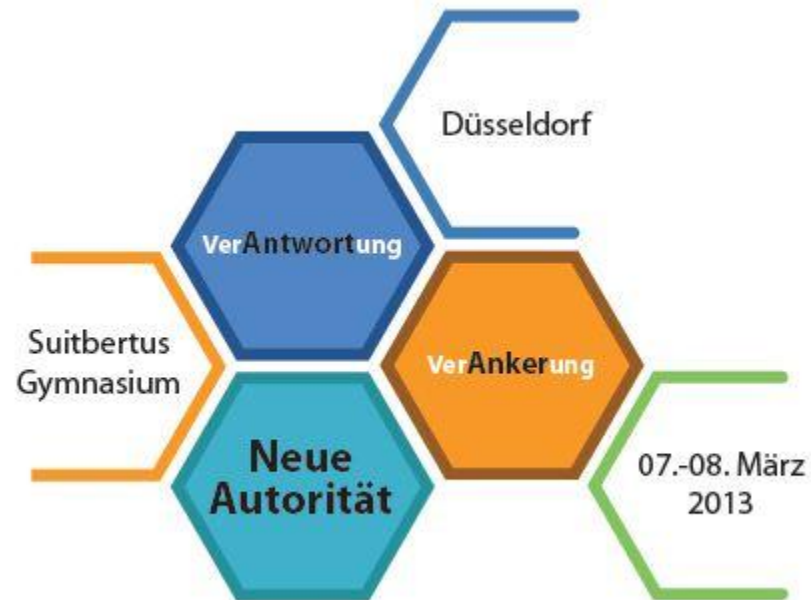 Düsseldorf
VerAntwortung
Suitbertus
Gymnasium
VerAnkerung
Neue
Autorität
07.-08. März
2013